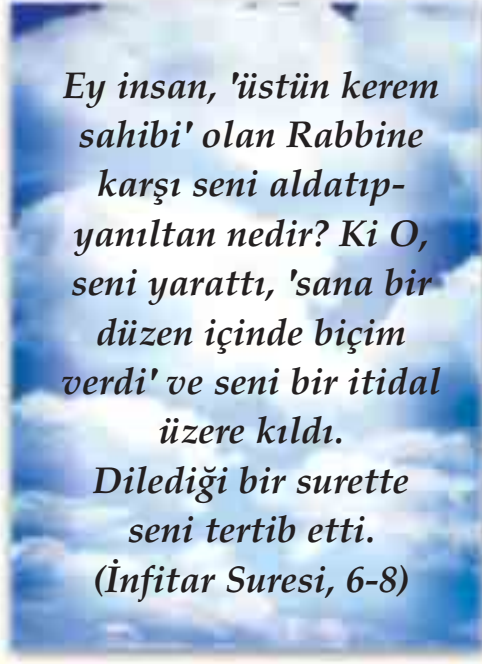 Ey insan, 'üstün kerem
sahibi' olan Rabbine
karşı seni aldatıp-
yanıltan nedir? Ki O,
seni yarattı, 'sana bir
düzen içinde biçim
verdi' ve seni bir itidal
üzere kıldı.
Dilediği bir surette
seni tertib etti.
(İnfitar Suresi, 6-8)